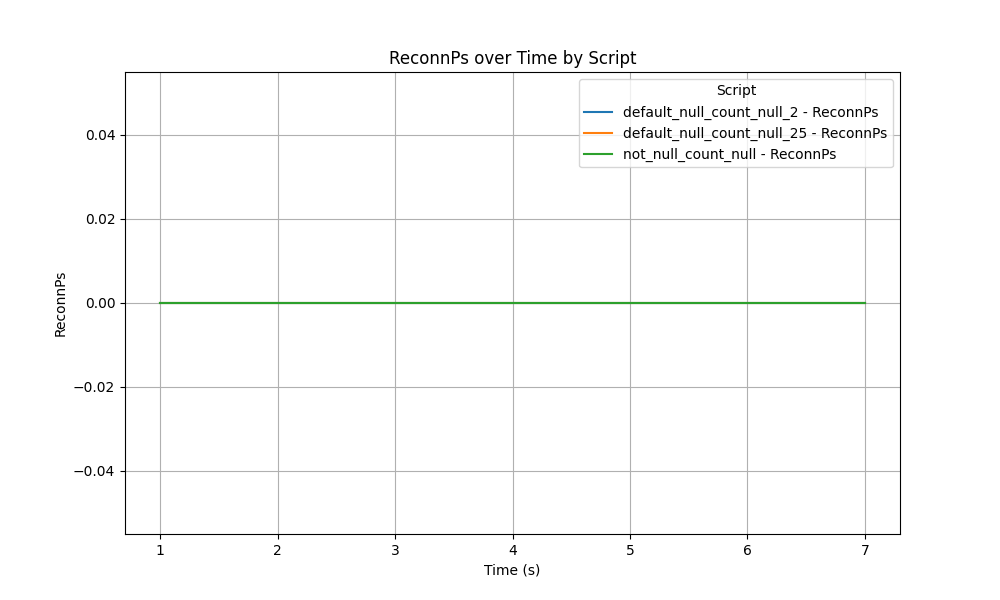 ReconnPs over Time by Script
Script
default_null_count_null_2 - ReconnPs
default_null_count_null_25 - ReconnPs
not_null_count_null - ReconnPs
0.04
0.02
0.00
−0.02
−0.04
ReconnPs
1 2 3 4 5 6 7
Time (s)